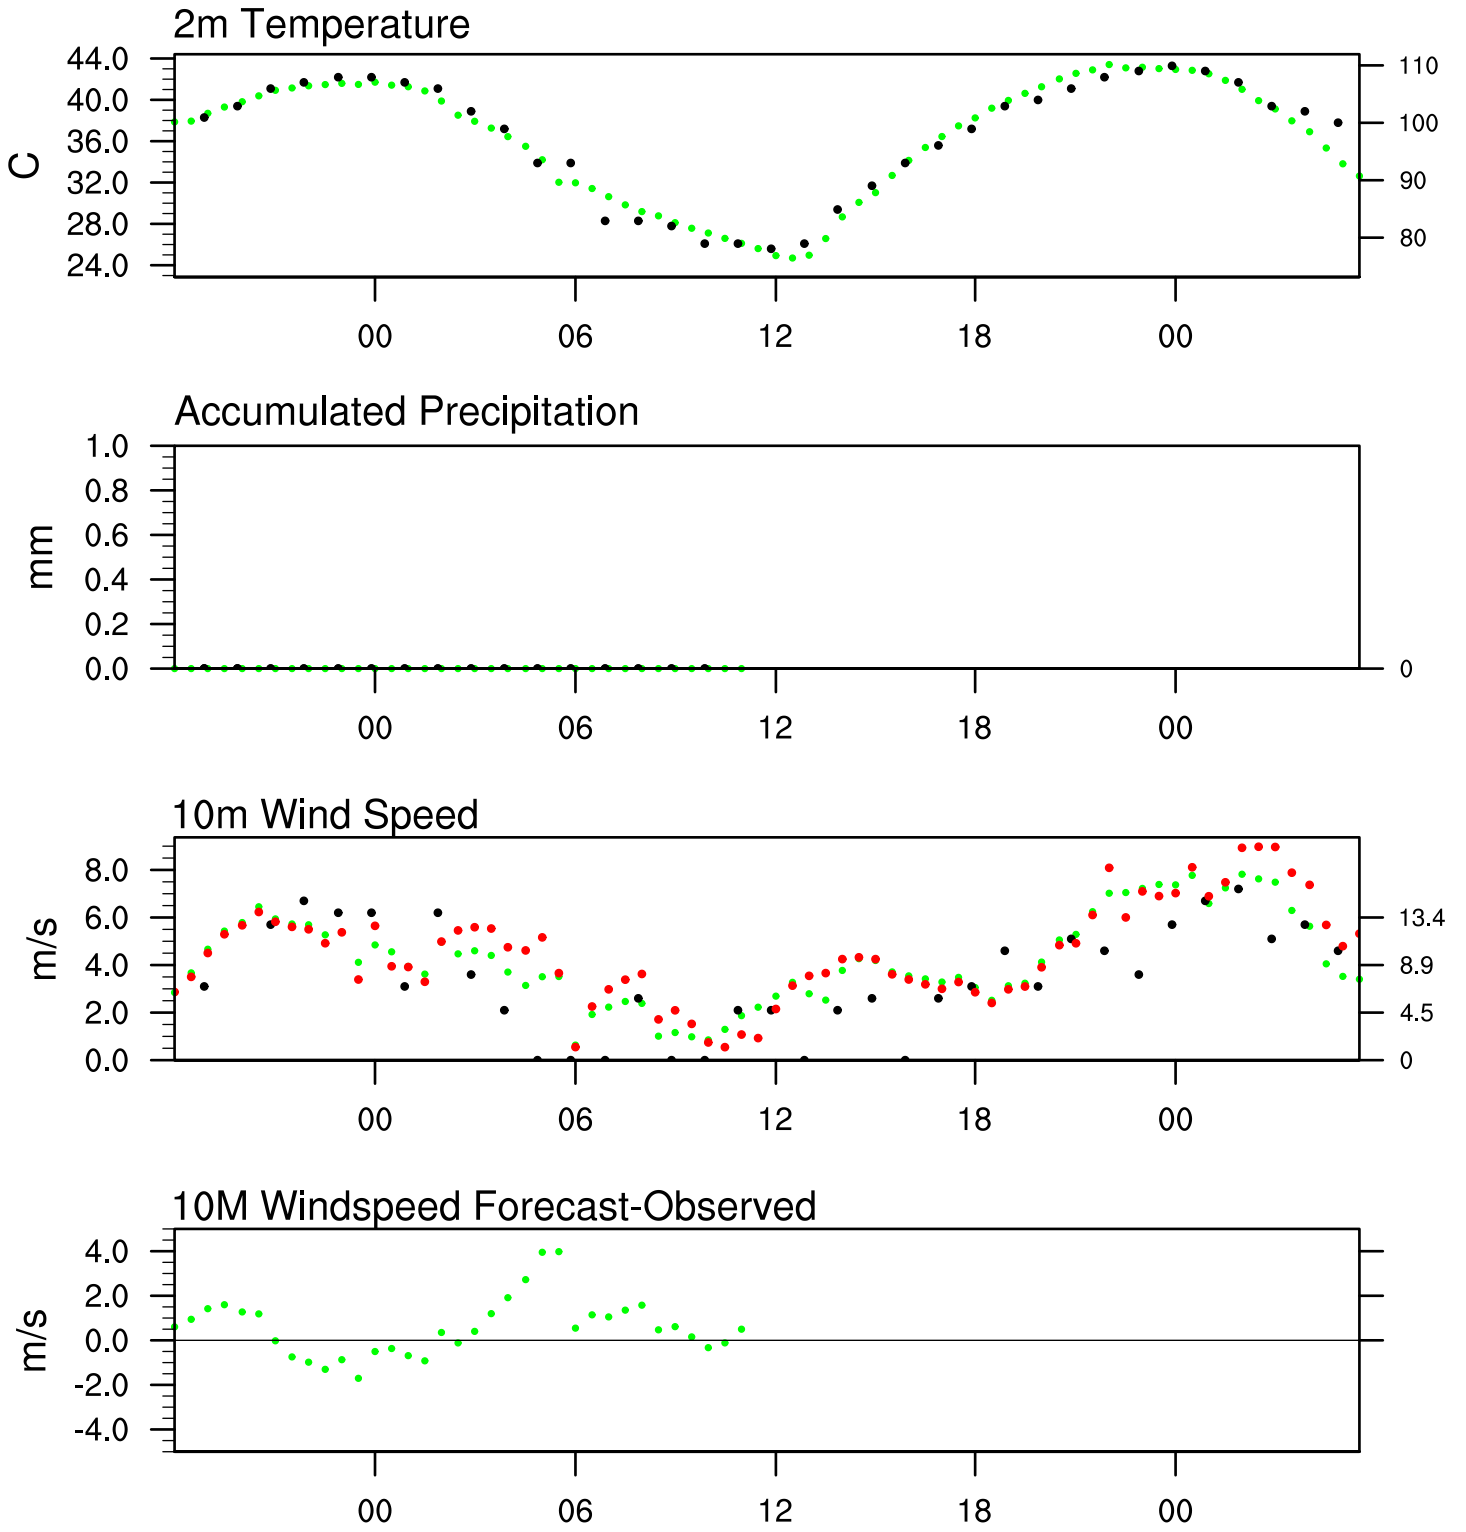 2m Temperature
44.0
40.0
36.0
32.0
28.0
24.0
C
110
100
90
80
00 06 12 18 00
Accumulated Precipitation
1.0
0.8
0.6
0.4
0.2
0.0
mm
0
00 06 12 18 00
10m Wind Speed
8.0
6.0
4.0
2.0
0.0
m/s
13.4
8.9
4.5
0
00 06 12 18 00
10M Windspeed Forecast-Observed
4.0
2.0
0.0
-2.0
-4.0
m/s
00 06 12 18 00